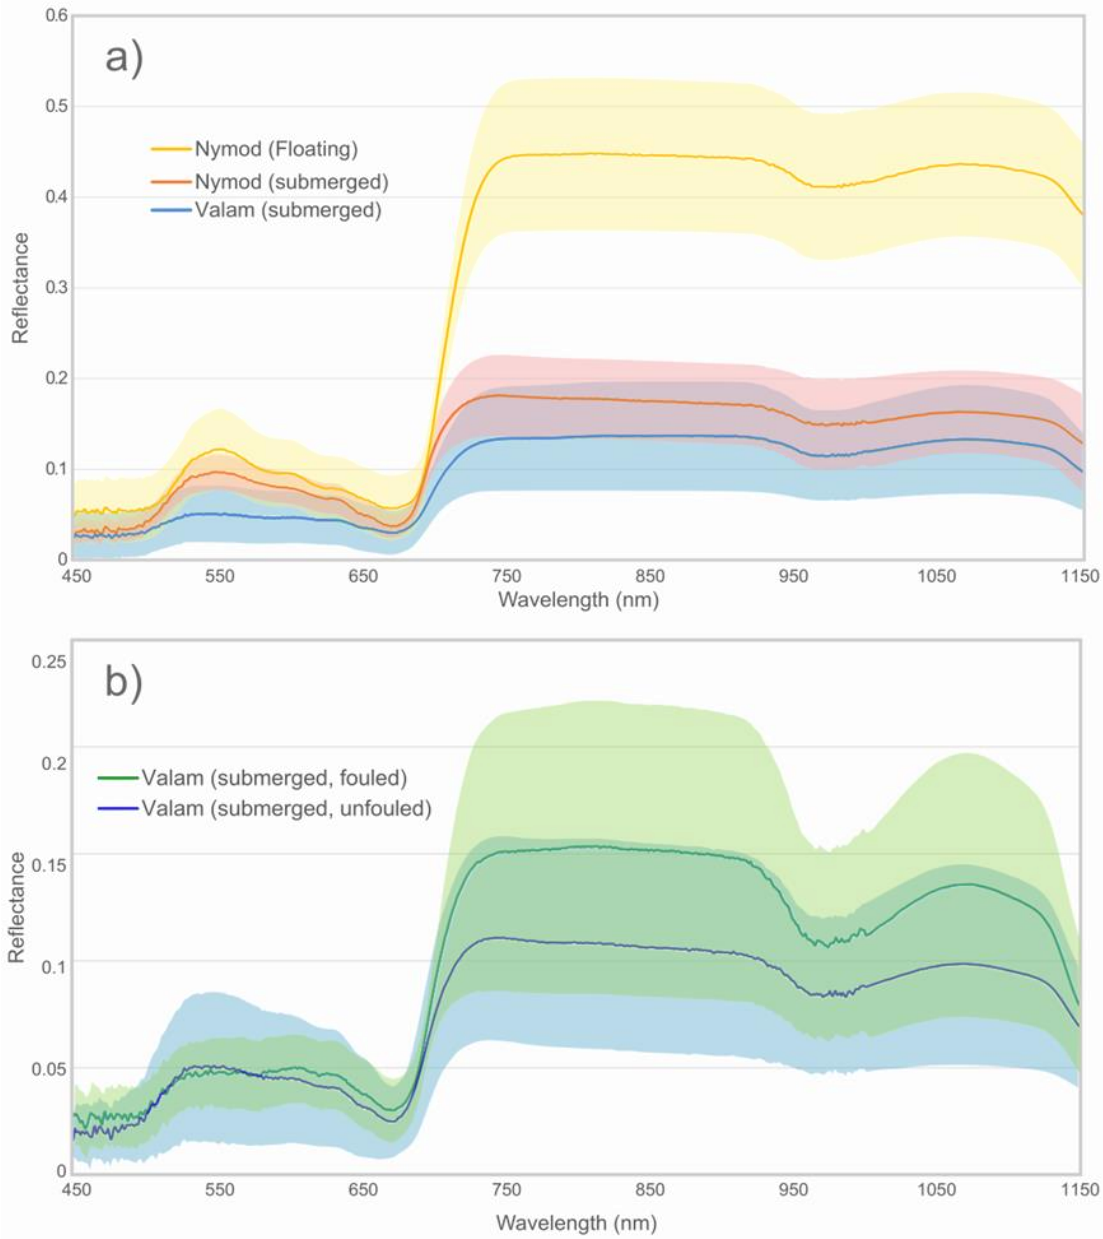 a)
0.6
0.5
0.4
0.3
0.2
0.1
0
Reflectance
Nymod (Floating)
Nymod (submerged)
Valam (submerged)
450 550 650 750 850 950 1050 1150
Wavelength (nm)
b)
0.25
0.2
0.15
0.1
0.05
0
Reflectance
Valam (submerged, fouled)
Valam (submerged, unfouled)
450 550 650 750 850 950 1050 1150
Wavelength (nm)